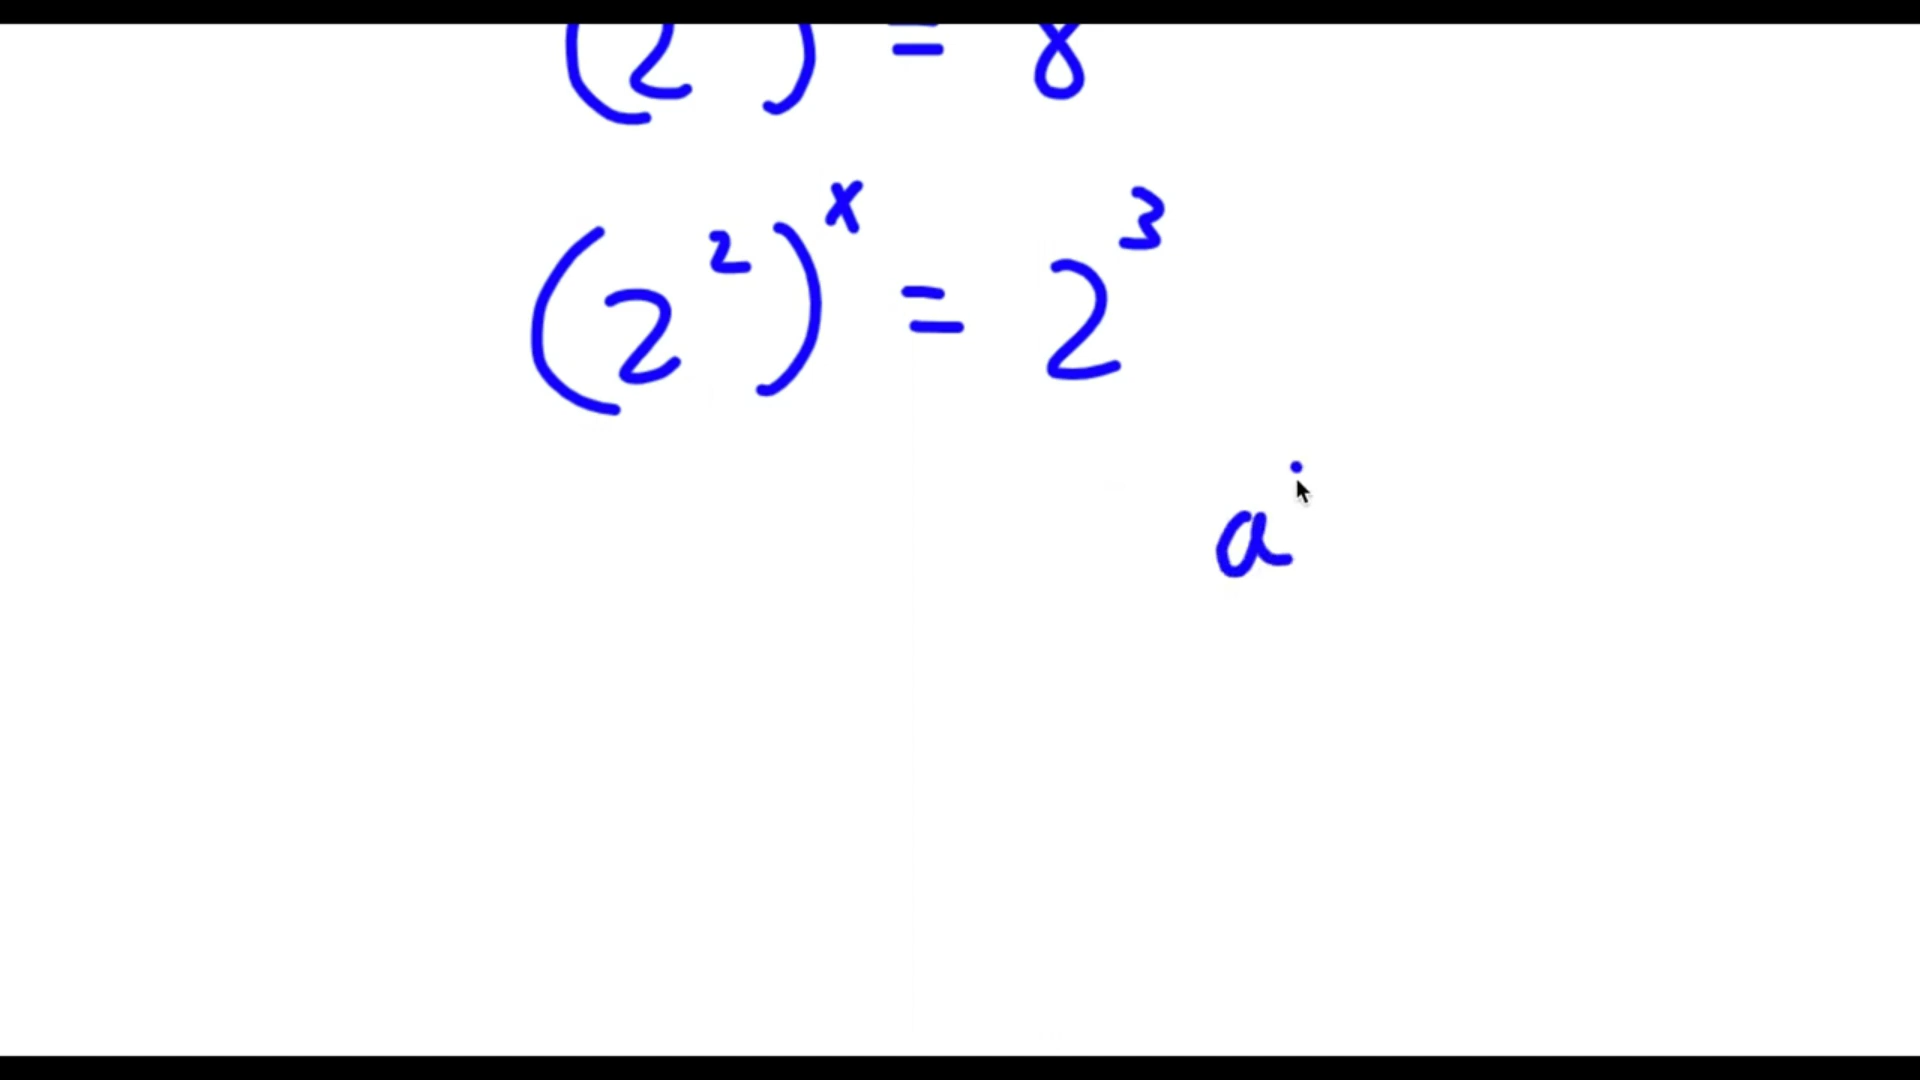 (2 ) = 8
(2²)ˣ = 2³
a